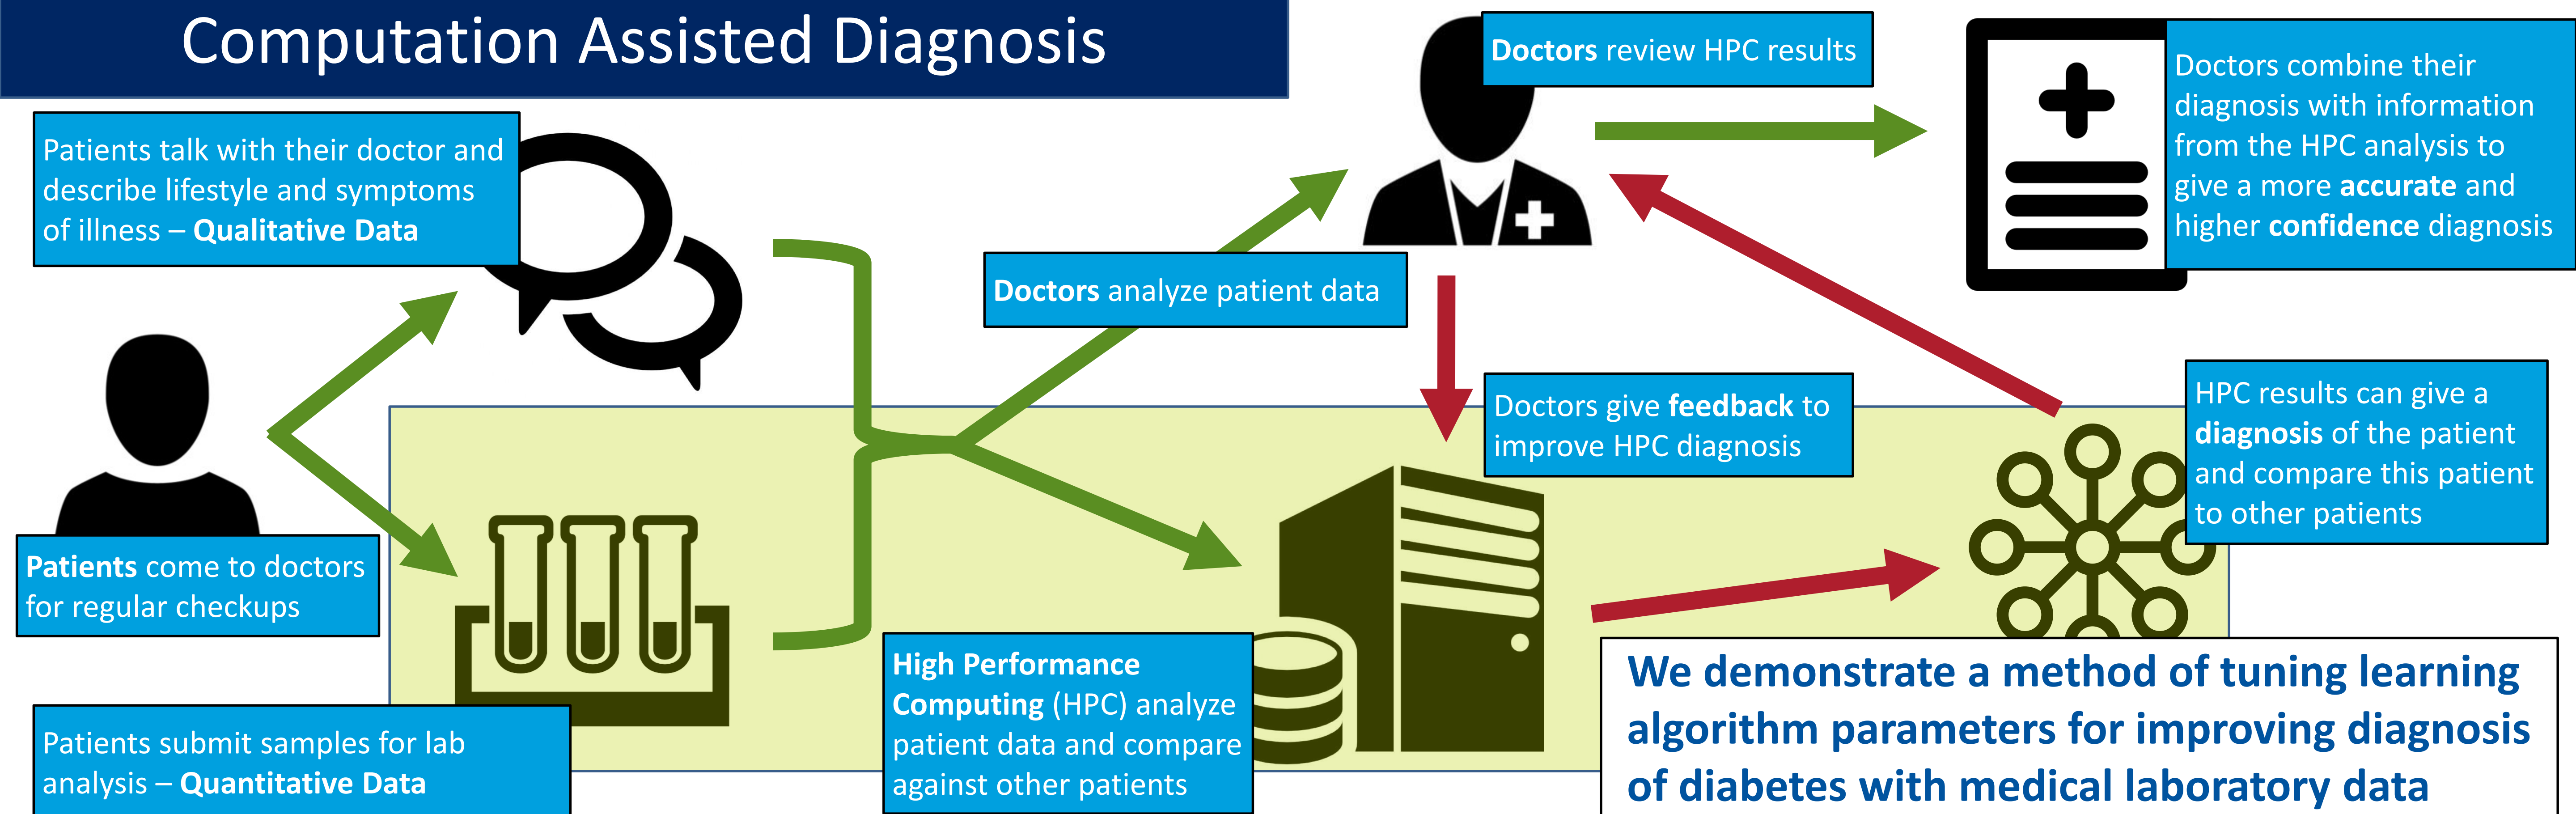 Computation Assisted Diagnosis
Patients talk with their doctor and
describe lifestyle and symptoms
of illness – Qualitative Data
Patients come to doctors
for regular checkups
Patients submit samples for lab
analysis – Quantitative Data
Doctors analyze patient data
High Performance
Computing (HPC) analyze
patient data and compare
against other patients
Doctors review HPC results
Doctors give feedback to
improve HPC diagnosis
Doctors combine their
diagnosis with information
from the HPC analysis to
give a more accurate and
higher confidence diagnosis
HPC results can give a
diagnosis of the patient
and compare this patient
to other patients
We demonstrate a method of tuning learning
algorithm parameters for improving diagnosis
of diabetes with medical laboratory data